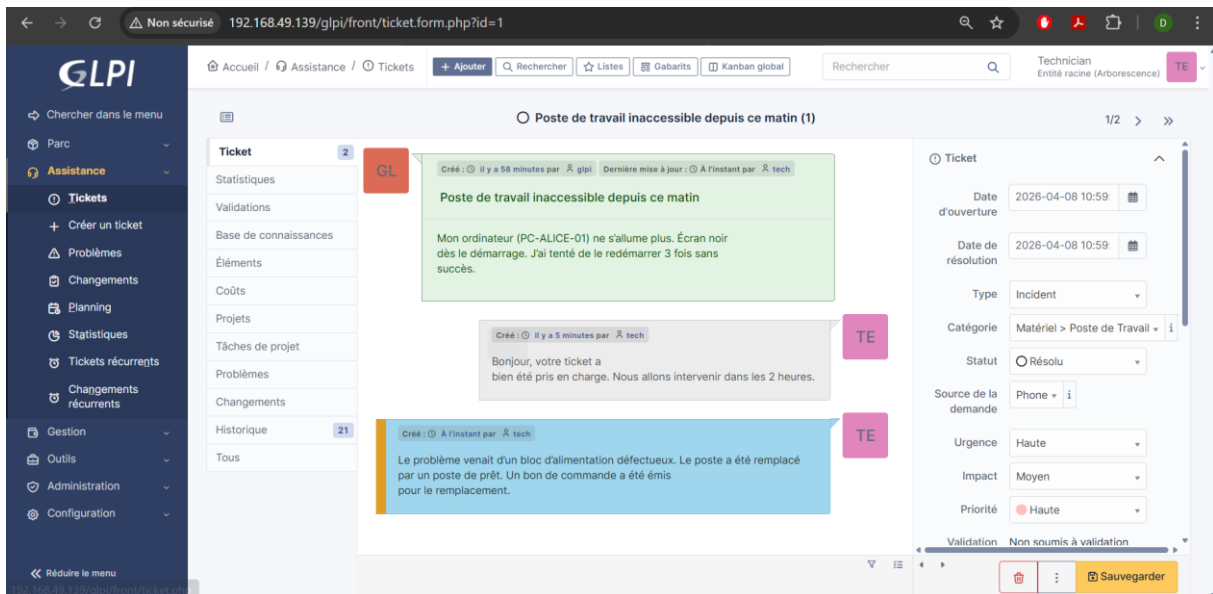 Non sécurisé 192.168.49.139/glpi/front/ticket.form.php?id=1
D
GLPI
Chercher dans le menu
Parc
Assistance
Tickets
Créer un ticket
Problèmes
Changements
Planning
Statistiques
Tickets récurrents
Changements
récurrents
Gestion
Outils
Administration
Configuration
Réduire le menu
192.168.49.139/glpi/front/ticket.ph
Accueil / Assistance / Tickets + Ajouter Rechercher Listes Gabarits Kanban global Rechercher
Technician
Entité racine (Arborescence)
TE
Poste de travail inaccessible depuis ce matin (1)
1/2
Ticket 2
Statistiques
Validations
Base de connaissances
Éléments
Coûts
Projets
Tâches de projet
Problèmes
Changements
Historique 21
Tous
GL
Créé : il y a 58 minutes par glpi Dernière mise à jour : À l'instant par tech
Poste de travail inaccessible depuis ce matin
Mon ordinateur (PC-ALICE-01) ne s'allume plus. Écran noir
dès le démarrage. J'ai tenté de le redémarrer 3 fois sans
succès.
TE
Créé : il y a 5 minutes par tech
Bonjour, votre ticket a
bien été pris en charge. Nous allons intervenir dans les 2 heures.
TE
Créé : À l'instant par tech
Le problème venait d'un bloc d'alimentation défectueux. Le poste a été remplacé
par un poste de prêt. Un bon de commande a été émis
pour le remplacement.
Ticket
Date
d'ouverture
2026-04-08 10:59:
Date de
résolution
2026-04-08 10:59:
Type Incident
Catégorie Matériel > Poste de Travail i
Statut Résolu
Source de la
demande
Phone i
Urgence Haute
Impact Moyen
Priorité Haute
Validation Non soumis à validation
Sauvegarder